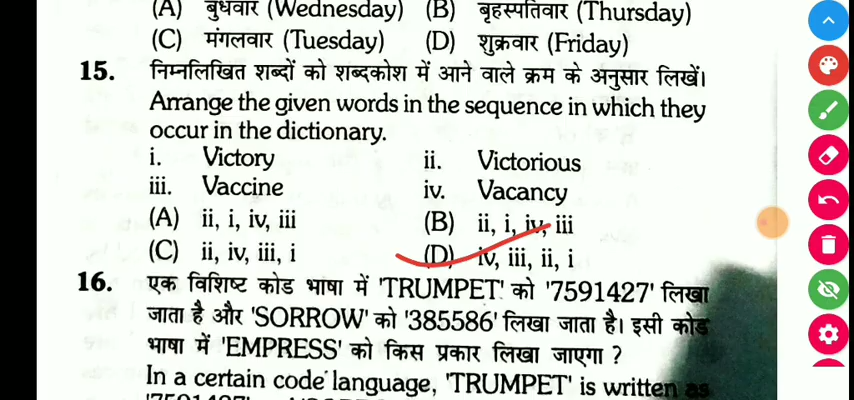 (A) बुधवार (Wednesday) (B) बृहस्पतिवार (Thursday)
(C) मंगलवार (Tuesday) (D) शुक्रवार (Friday)
15. निम्नलिखित शब्दों को शब्दकोश में आने वाले क्रम के अनुसार लिखें।
Arrange the given words in the sequence in which they
occur in the dictionary.
i. Victory ii. Victorious
iii. Vaccine iv. Vacancy
(A) ii, i, iv, iii (B) ii, i, iv, iii
(C) ii, iv, iii, i (D) iv, iii, ii, i
16. एक विशिष्ट कोड भाषा में 'TRUMPET' को '7591427' लिखा
जाता है और 'SORROW' को '385586' लिखा जाता है। इसी कोड
भाषा में 'EMPRESS' को किस प्रकार लिखा जाएगा ?
In a certain code language, 'TRUMPET' is written as